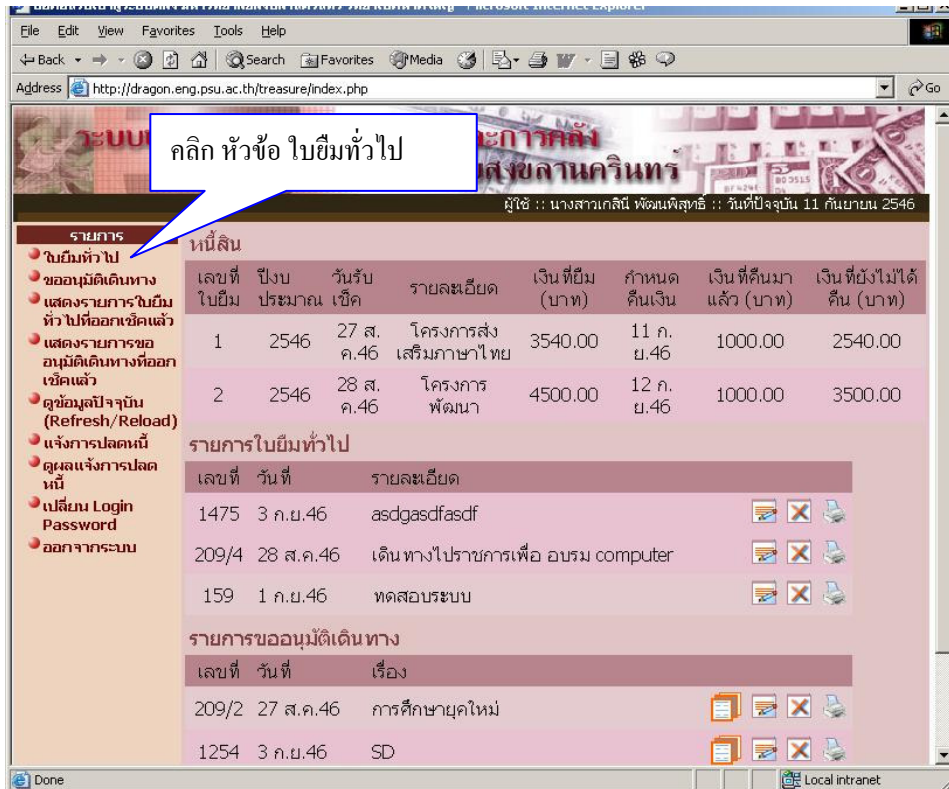 Microsoft Internet Explorer
File Edit View Favorites Tools Help
Back Search Favorites Media
Address http://dragon.eng.psu.ac.th/treasure/index.php Go
คลิก หัวข้อ ใบยืมทั่วไป
การคลัง
สงขลานครินทร์
ผู้ใช้ :: นางสาวเกสินี พัฒนพิสุทธิ์ :: วันที่ปัจจุบัน 11 กันยายน 2546
รายการ
ใบยืมทั่วไป
ขออนุมัติเดินทาง
แสดงรายการใบยืม
ทั่วไปที่ออกเช็คแล้ว
แสดงรายการขอ
อนุมัติเดินทางที่ออก
เช็คแล้ว
ดูข้อมูลปัจจุบัน
(Refresh/Reload)
แจ้งการปลดหนี้
ดูผลแจ้งการปลด
หนี้
เปลี่ยน Login
Password
ออกจากระบบ
หนี้สิน
เลขที่ ปีงบ วันรับ รายละเอียด เงินที่ยืม กำหนด เงินที่คืนมา เงินที่ยังไม่ได้
ใบยืม ประมาณ เช็ค (บาท) คืนเงิน แล้ว (บาท) คืน (บาท)
1 2546 27 ส. โครงการส่ง 3540.00 11 ก. 1000.00 2540.00
ค.46 เสริมภาษาไทย ย.46
2 2546 28 ส. โครงการ 4500.00 12 ก. 1000.00 3500.00
ค.46 พัฒนา ย.46
รายการใบยืมทั่วไป
เลขที่ วันที่ รายละเอียด
1475 3 ก.ย.46 asdgasdfasdf
209/4 28 ส.ค.46 เดินทางไปราชการเพื่อ อบรม computer
159 1 ก.ย.46 ทดสอบระบบ
รายการขออนุมัติเดินทาง
เลขที่ วันที่ เรื่อง
209/2 27 ส.ค.46 การศึกษายุคใหม่
1254 3 ก.ย.46 SD
Done Local intranet